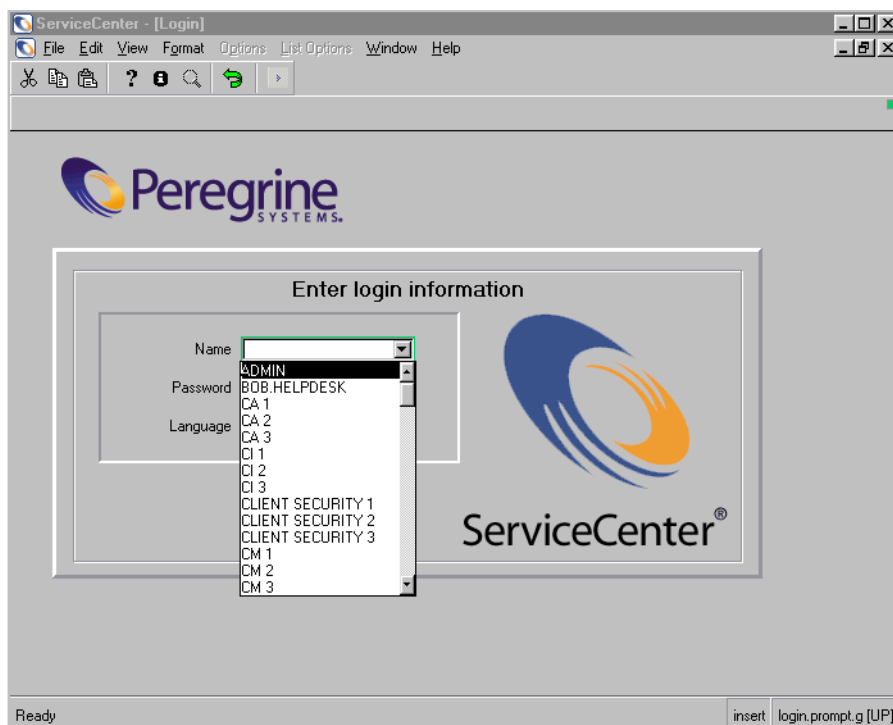 ServiceCenter - [Login]
File Edit View Format Options List Options Window Help
Peregrine
SYSTEMS®
Enter login information
Name
ADMIN
Password BOB.HELPDESK
CA 1
CA 2
Language
CA 3
CI 1
CI 2
CI 3
CLIENT SECURITY 1
CLIENT SECURITY 2
CLIENT SECURITY 3
CM 1
CM 2
CM 3
ServiceCenter®
Ready insert login.prompt.g [UP]